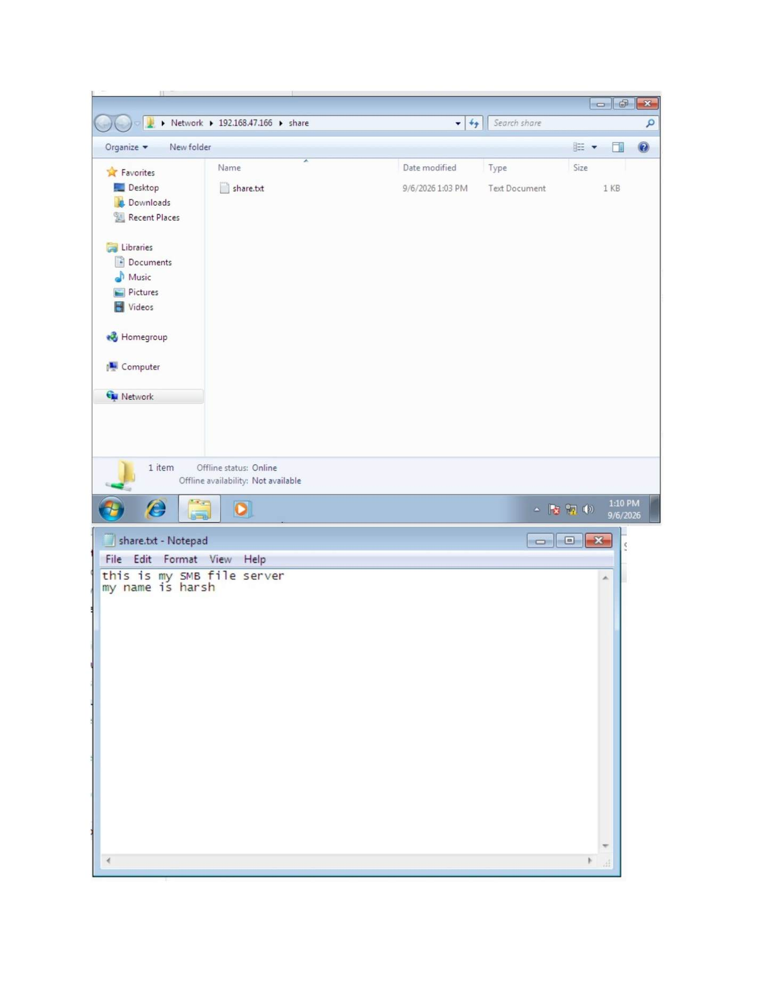 Network 192.168.47.166 share
Search share
Organize New folder
Name Date modified Type Size
Favorites
share.txt 9/6/2026 1:03 PM Text Document 1 KB
Desktop
Downloads
Recent Places
Libraries
Documents
Music
Pictures
Videos
Homegroup
Computer
Network
1 item Offline status: Online
Offline availability: Not available
1:10 PM
9/6/2026
share.txt - Notepad
File Edit Format View Help
this is my SMB file server
my name is harsh